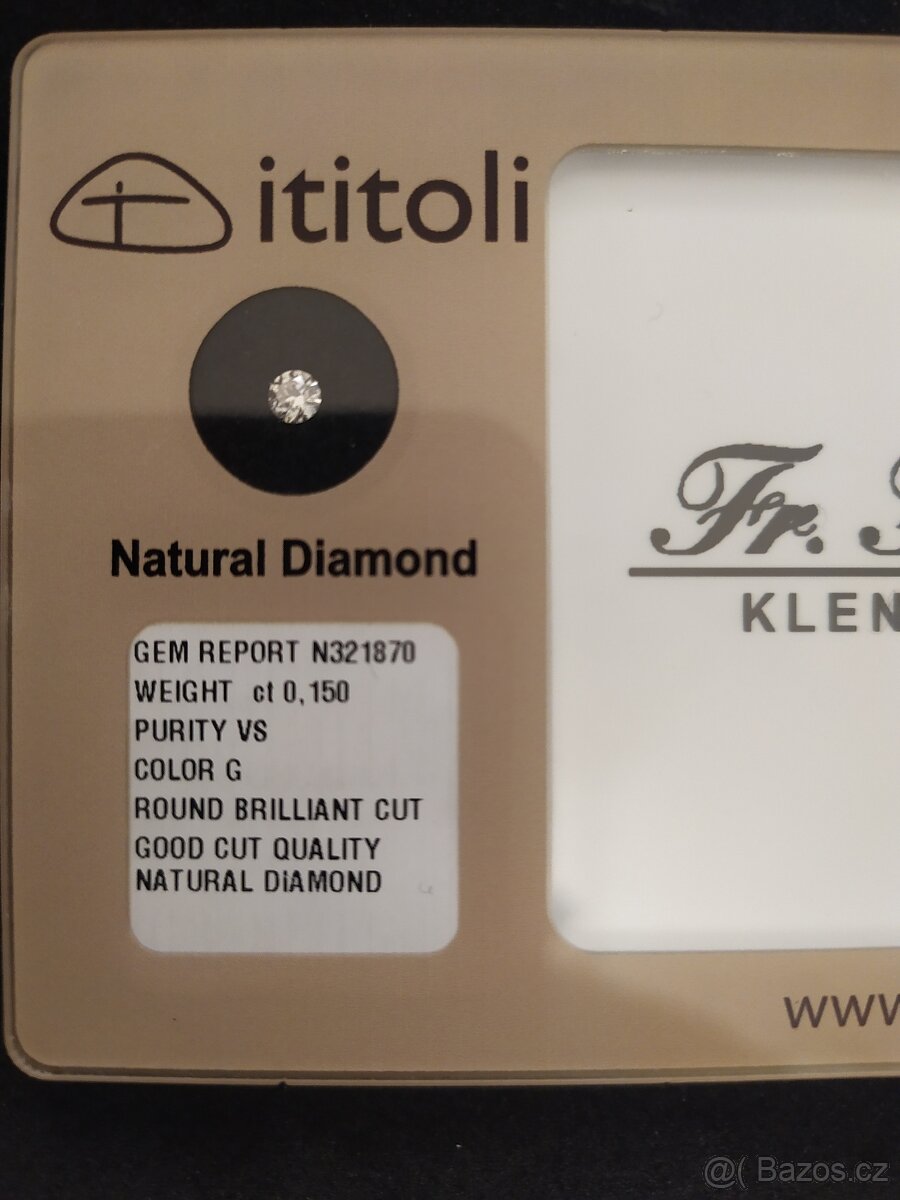 ititoli
Natural Diamond
GEM REPORT N321870
WEIGHT ct 0,150
PURITY VS
COLOR G
ROUND BRILLIANT CUT
GOOD CUT QUALITY
NATURAL DiAMOND
Fr.
KLEN
www
@( Bazos.cz